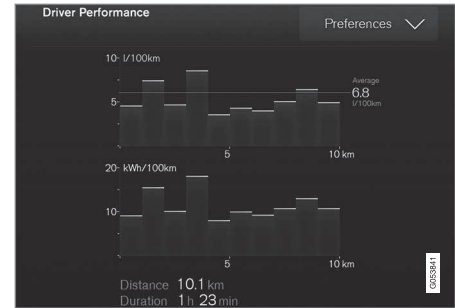 Driver Performance
Preferences
10 l/100km
Average
6.8
l/100km
5
5 10 km
20 kWh/100km
10
5 10 km
Distance 10.1 km
Duration 1 h 23 min
G053841